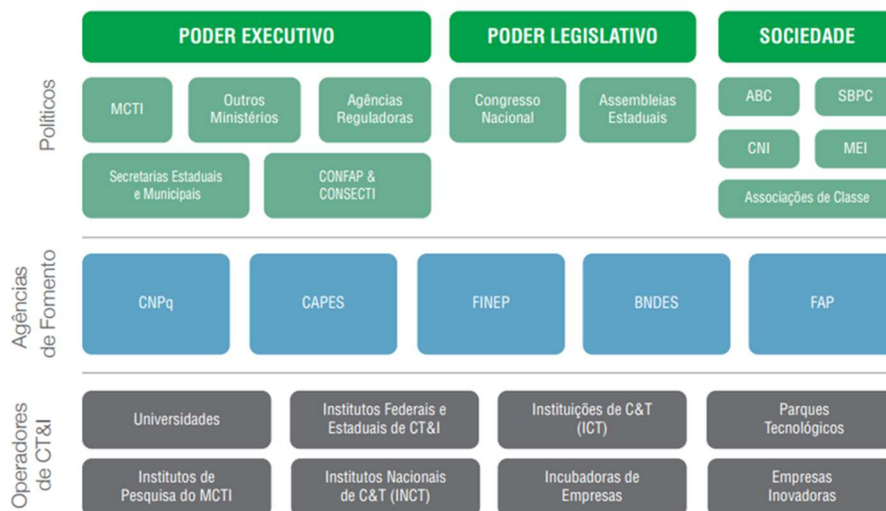 PODER EXECUTIVO
PODER LEGISLATIVO
SOCIEDADE
Políticos
MCTI
Outros
Ministérios
Agências
Reguladoras
Congresso
Nacional
Assembleias
Estaduais
ABC
SBPC
CNI
MEI
Secretarias Estaduais
e Municipais
CONFAP &
CONSECTI
Associações de Classe
Agências
de Fomento
CNPq
CAPES
FINEP
BNDES
FAP
Operadores
de CT&I
Universidades
Institutos Federais e
Estaduais de CT&I
Instituições de C&T
(ICT)
Parques
Tecnológicos
Institutos de
Pesquisa do MCTI
Institutos Nacionais
de C&T (INCT)
Incubadoras de
Empresas
Empresas
Inovadoras